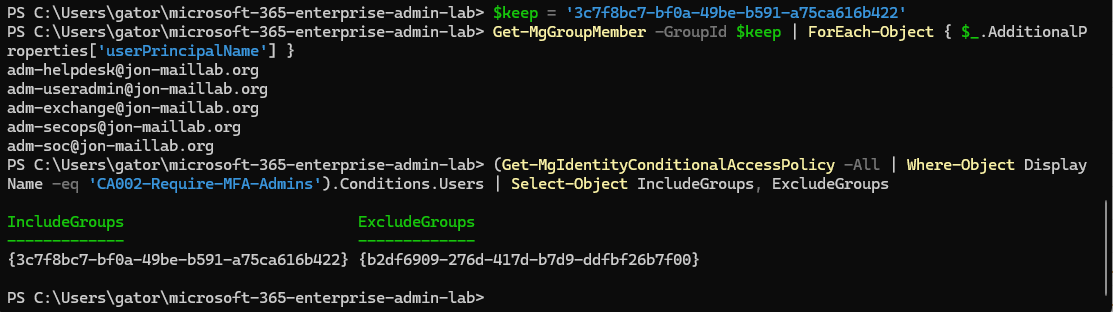 PS C:\Users\gator\microsoft-365-enterprise-admin-lab> $keep = '3c7f8bc7-bf0a-49be-b591-a75ca616b422'
PS C:\Users\gator\microsoft-365-enterprise-admin-lab> Get-MgGroupMember -GroupId $keep | ForEach-Object { $_.AdditionalP
roperties['userPrincipalName'] }
adm-helpdesk@jon-maillab.org
adm-useradmin@jon-maillab.org
adm-exchange@jon-maillab.org
adm-secops@jon-maillab.org
adm-soc@jon-maillab.org
PS C:\Users\gator\microsoft-365-enterprise-admin-lab> (Get-MgIdentityConditionalAccessPolicy -All | Where-Object Display
Name -eq 'CA002-Require-MFA-Admins').Conditions.Users | Select-Object IncludeGroups, ExcludeGroups
IncludeGroups ExcludeGroups
------------- -------------
{3c7f8bc7-bf0a-49be-b591-a75ca616b422} {b2df6909-276d-417d-b7d9-ddfbf26b7f00}
PS C:\Users\gator\microsoft-365-enterprise-admin-lab>